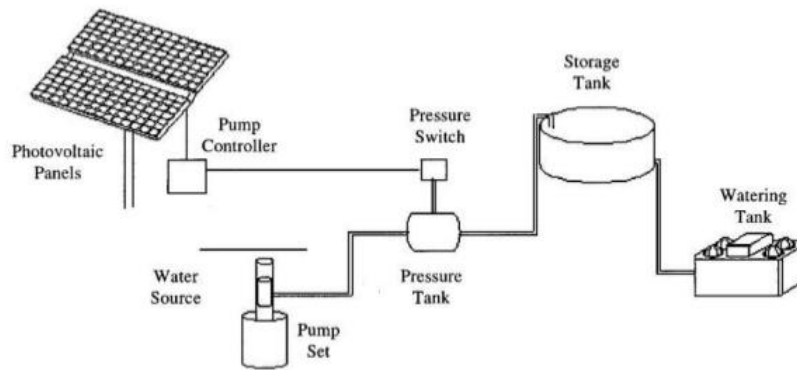 Storage
Tank
Pressure
Switch
Pump
Controller
Photovoltaic
Panels
Watering
Tank
Water
Source
Pressure
Tank
Pump
Set